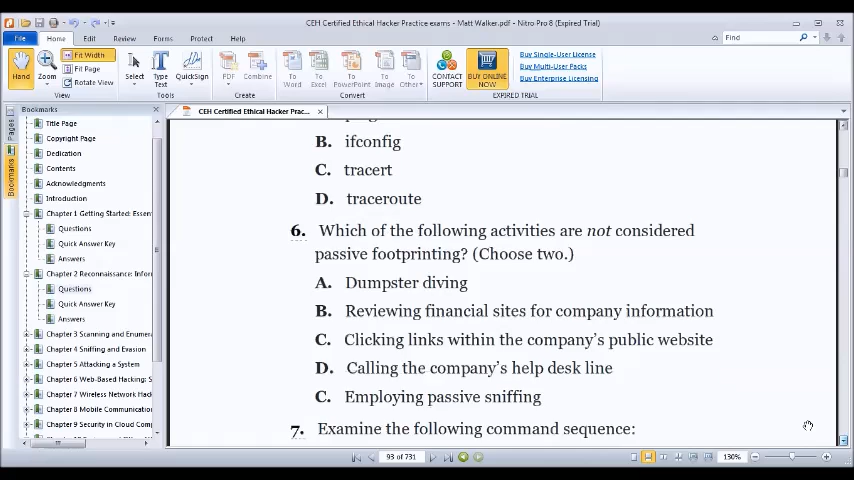 CEH Certified Ethical Hacker Practice exams - Matt Walker.pdf - Nitro Pro 8 (Expired Trial)
File Home Review Forms Protect Help
Find
Hand
Zoom
Fit Width
Fit Page
Rotate View
View
Select
Type Text
QuickSign
Tools
PDF
Combine
Create
To Word
To Excel
To PowerPoint
To Image
To Other
Convert
CONTACT SUPPORT
BUY ONLINE NOW
Buy Single-User License
Buy Multi-User Packs
Buy Enterprise Licensing
EXPIRED TRIAL
Pages
Bookmarks
Bookmarks
Title Page
Copyright Page
Dedication
Contents
Acknowledgments
Introduction
Chapter 1 Getting Started: Essen
Questions
Quick Answer Key
Answers
Chapter 2 Reconnaissance: Infor
Questions
Quick Answer Key
Answers
Chapter 3 Scanning and Enumera
Chapter 4 Sniffing and Evasion
Chapter 5 Attacking a System
Chapter 6 Web-Based Hacking: S
Chapter 7 Wireless Network Hac
Chapter 8 Mobile Communication
Chapter 9 Security in Cloud Comp
CEH Certified Ethical Hacker Prac...
B. ifconfig
C. tracert
D. traceroute
6. Which of the following activities are not considered
passive footprinting? (Choose two.)
A. Dumpster diving
B. Reviewing financial sites for company information
C. Clicking links within the company's public website
D. Calling the company's help desk line
C. Employing passive sniffing
7. Examine the following command sequence:
93 of 731
130%